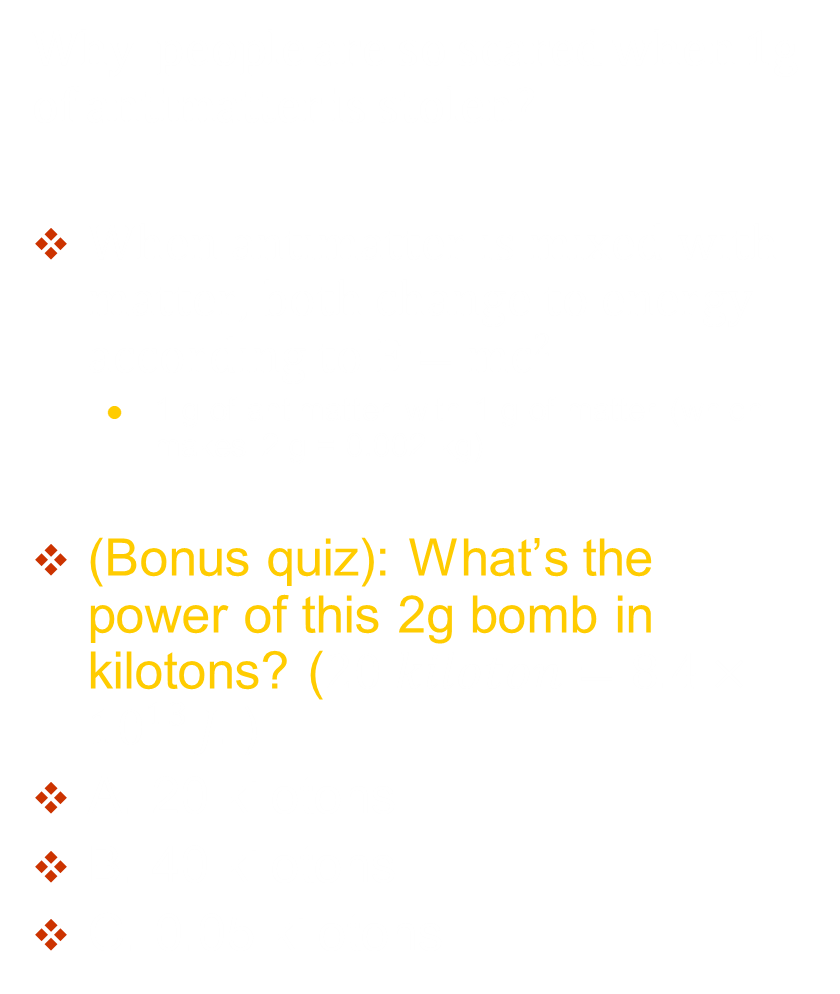 (Bonus quiz): What’s the
power of this 2g bomb in
kilotons? (